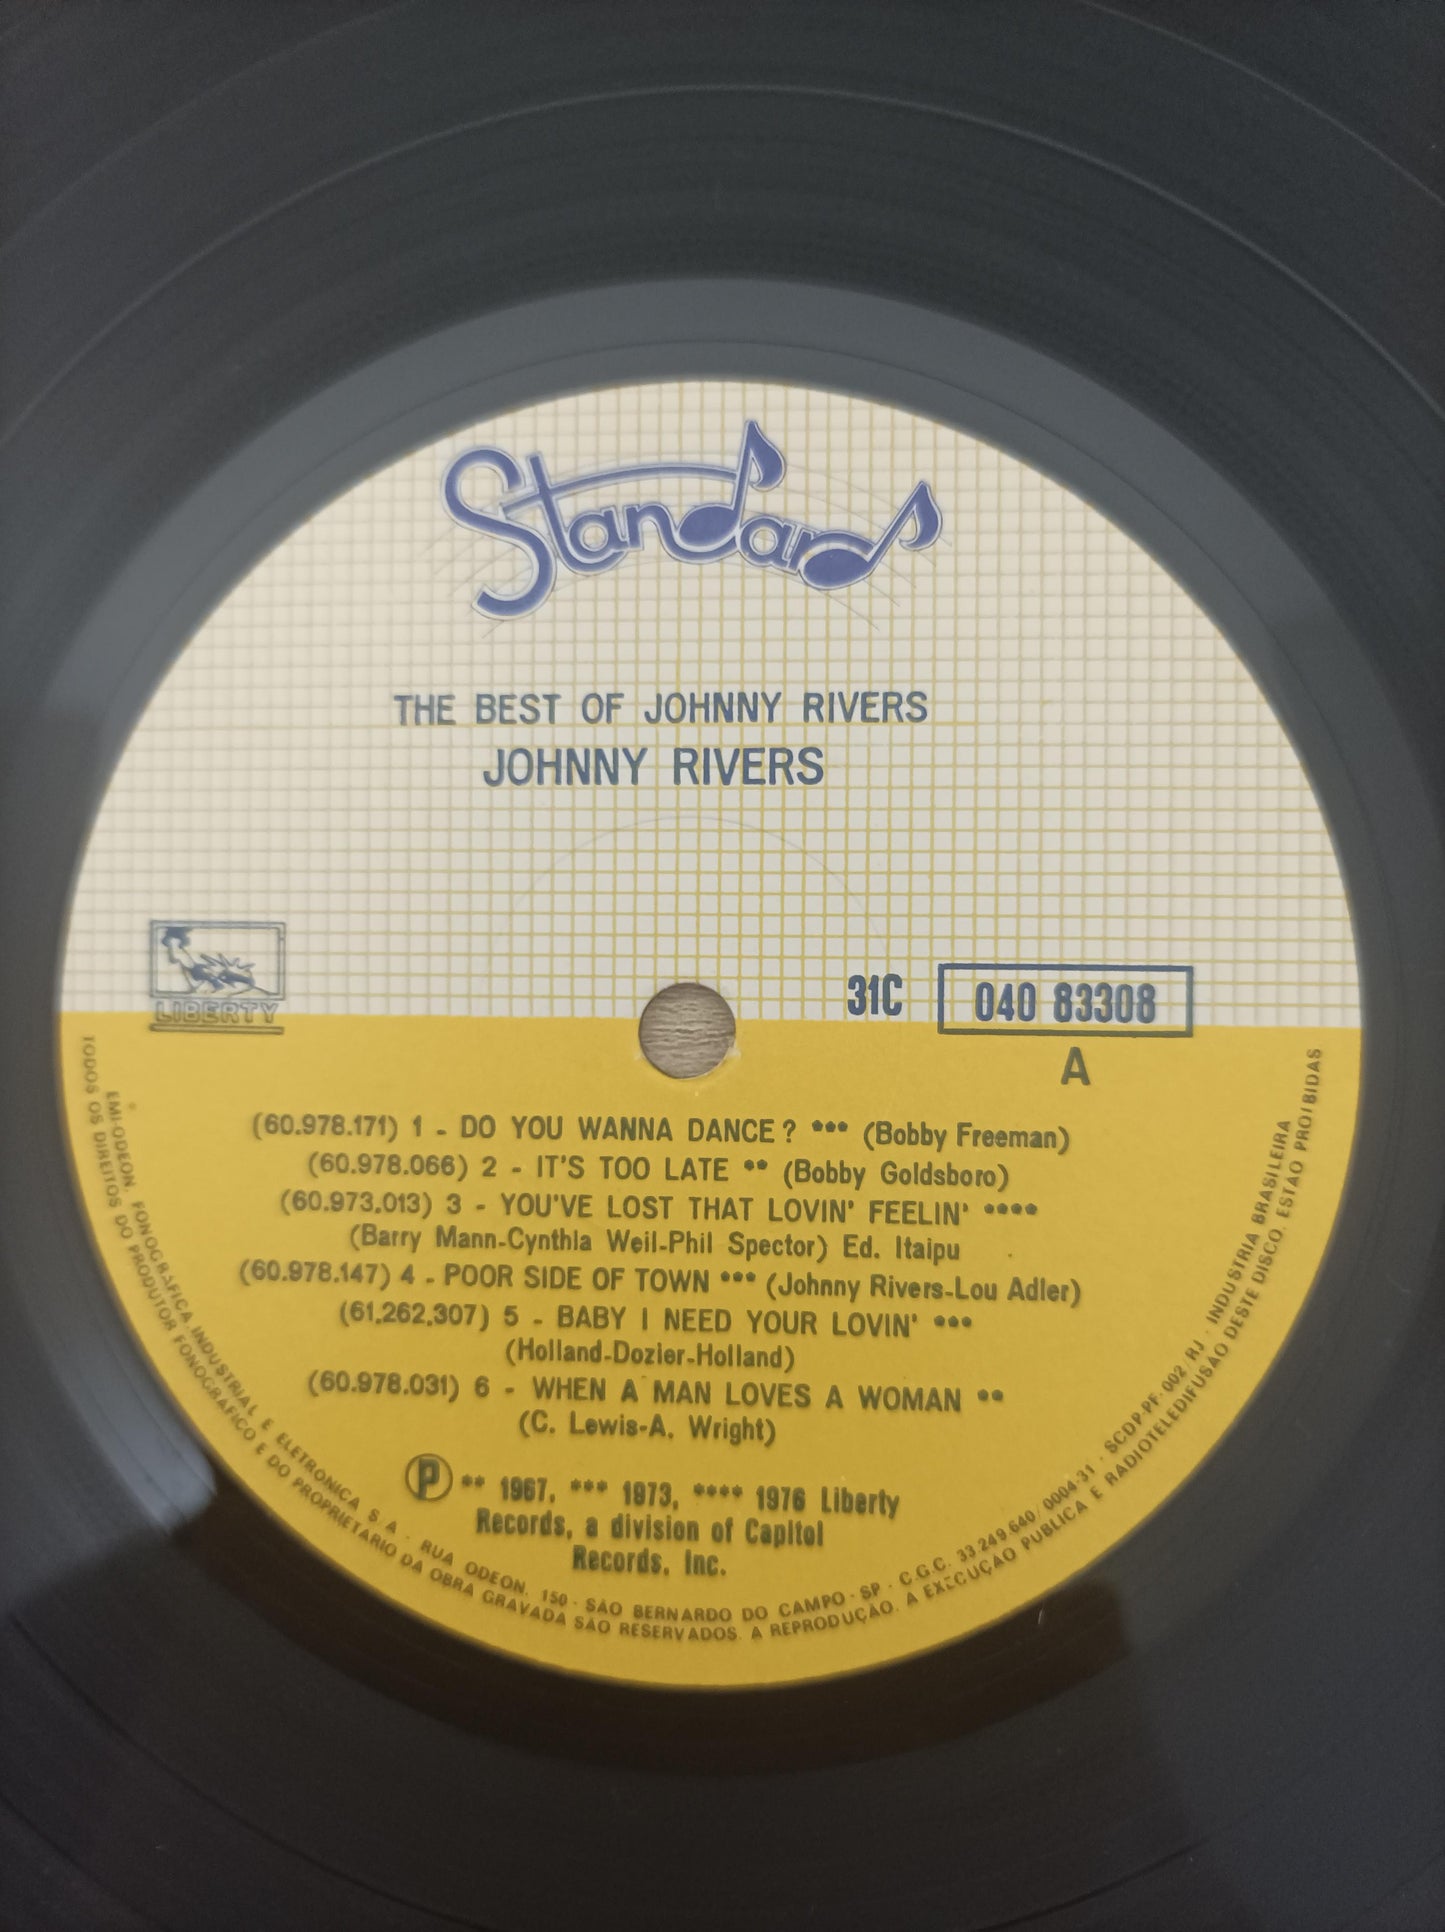 Standard
THE BEST OF JOHNNY RIVERS
JOHNNY RIVERS
LIBERTY
31C 040 83308
A
(60.978.171) 1 - DO YOU WANNA DANCE? *** (Bobby Freeman)
(60.978.066) 2 - IT'S TOO LATE ** (Bobby Goldsboro)
(60.973.013) 3 - YOU'VE LOST THAT LOVIN' FEELIN' ****
(Barry Mann-Cynthia Weil-Phil Spector) Ed. Itaipu
(60.978.147) 4 - POOR SIDE OF TOWN *** (Johnny Rivers-Lou Adler)
(61.262.307) 5 - BABY I NEED YOUR LOVIN' ***
(Holland-Dozier-Holland)
(60.978.031) 6 - WHEN A MAN LOVES A WOMAN **
(C. Lewis-A. Wright)
Ⓟ ** 1967, *** 1973, **** 1976 Liberty
Records, a division of Capitol
Records, Inc.
EMI-ODEON, FONOGRÁFICA INDUSTRIAL E ELETRONICA S.A. - RUA ODEON, 150 - SÃO BERNARDO DO CAMPO - SP - C.G.C. 33.249.640/0004-31 - SCDP-PF- 002 RJ - INDUSTRIA BRASILEIRA
TODOS OS DIREITOS DO PRODUTOR FONOGRÁFICO E DO PROPRIETARIO DA OBRA GRAVADA SÃO RESERVADOS. A REPRODUÇÃO, A EXECUÇÃO PUBLICA E RADIOTELEDIFUSÃO DESTE DISCO, ESTÃO PROIBIDAS